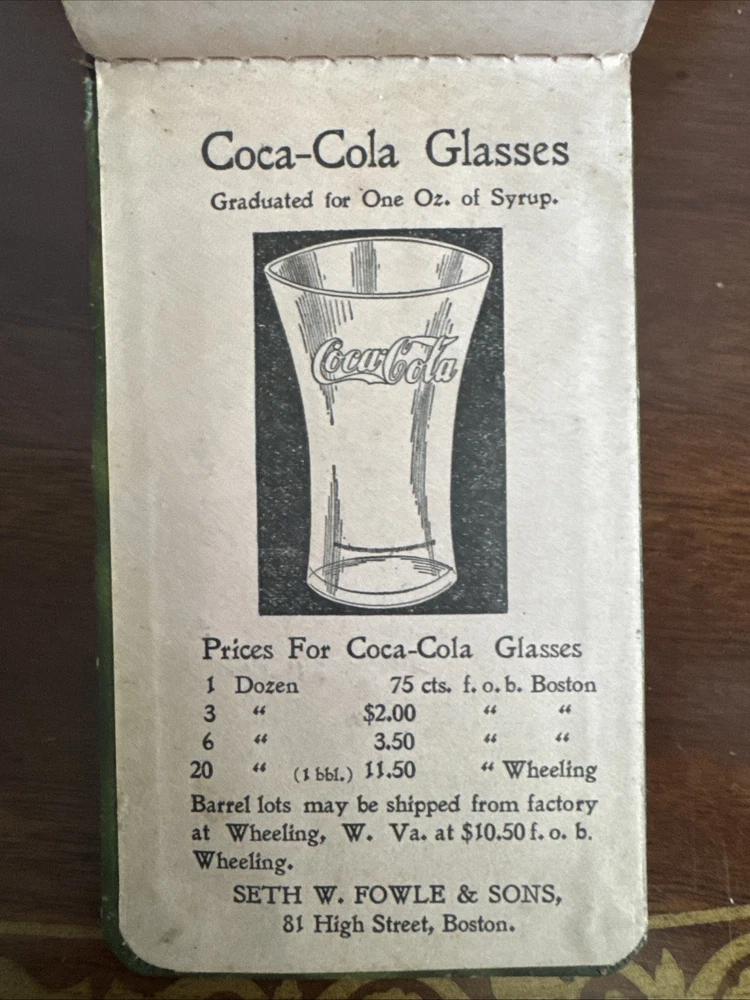 Coca-Cola Glasses
Graduated for One Oz. of Syrup.
Coca-Cola
Prices For Coca-Cola Glasses
1 Dozen 75 cts. f. o. b. Boston
3 “ $2.00 “ “
6 “ 3.50 “ “
20 “ (1 bbl.) 11.50 “ Wheeling
Barrel lots may be shipped from factory
at Wheeling, W. Va. at $10.50 f. o. b.
Wheeling.
SETH W. FOWLE & SONS,
81 High Street, Boston.